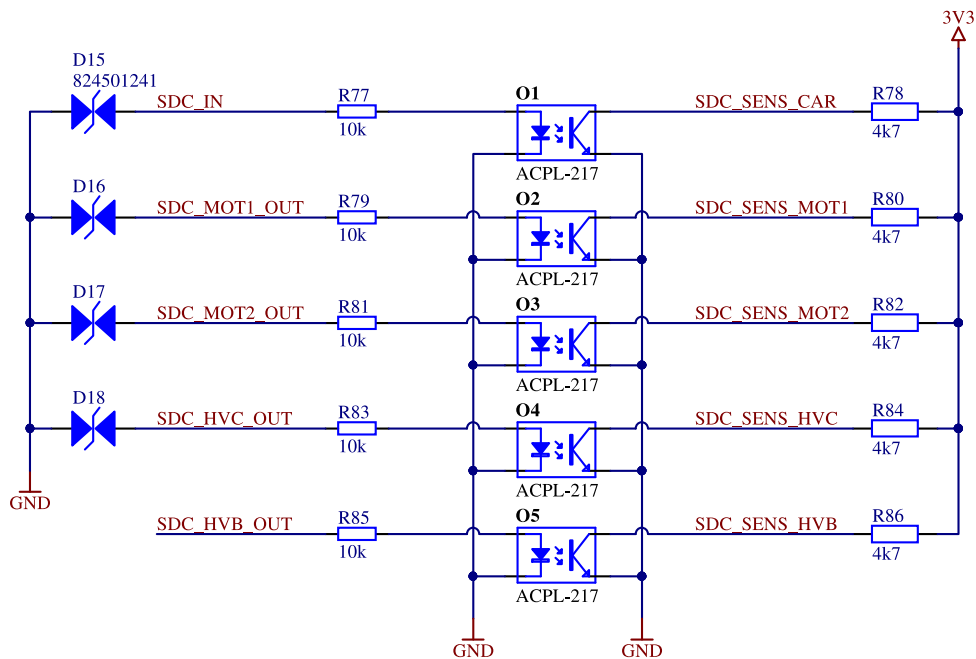 3V3
D15
824501241
SDC_IN
R77
10k
O1
ACPL-217
SDC_SENS_CAR
R78
4k7
D16
SDC_MOT1_OUT
R79
10k
O2
ACPL-217
SDC_SENS_MOT1
R80
4k7
D17
SDC_MOT2_OUT
R81
10k
O3
ACPL-217
SDC_SENS_MOT2
R82
4k7
D18
SDC_HVC_OUT
R83
10k
O4
ACPL-217
SDC_SENS_HVC
R84
4k7
GND
SDC_HVB_OUT
R85
10k
O5
ACPL-217
SDC_SENS_HVB
R86
4k7
GND
GND